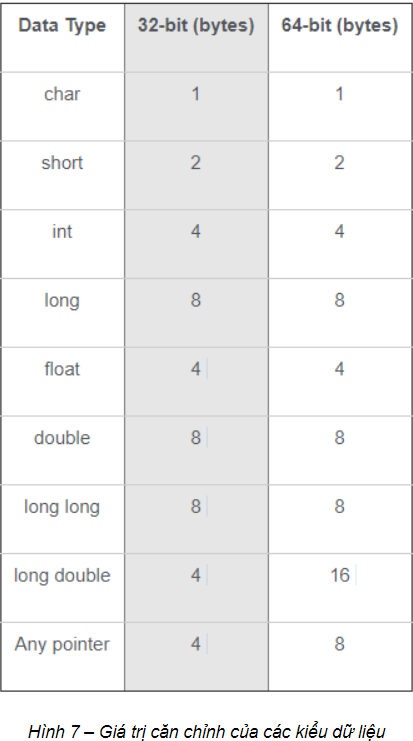 Data Type 32-bit (bytes) 64-bit (bytes)
char 1 1
short 2 2
int 4 4
long 8 8
float 4 4
double 8 8
long long 8 8
long double 4 16
Any pointer 4 8
Hình 7 – Giá trị căn chỉnh của các kiểu dữ liệu